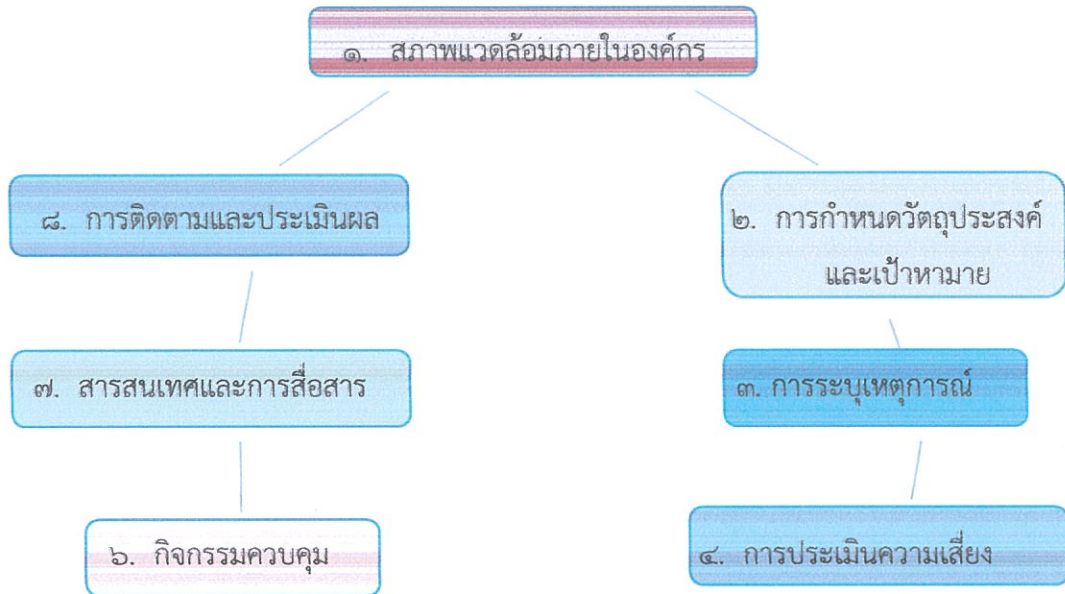 ๑. สภาพแวดล้อมภายในองค์กร
๘. การติดตามและประเมินผล
๒. การกำหนดวัตถุประสงค์
และเป้าหามาย
๗. สารสนเทศและการสื่อสาร
๓. การระบุเหตุการณ์
๖. กิจกรรมควบคุม
๔. การประเมินความเสี่ยง